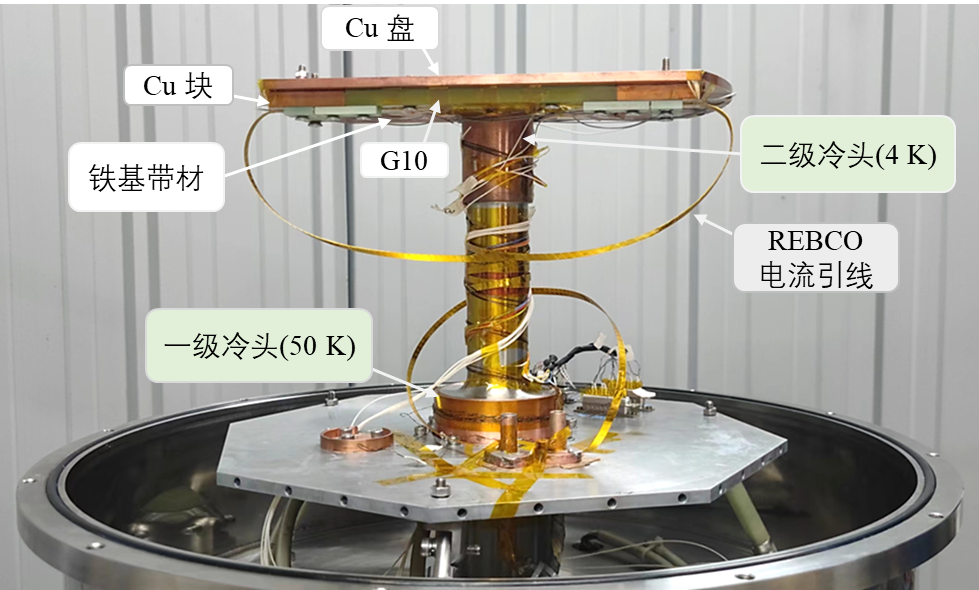 Cu 盘
Cu 块
G10
铁基带材
二级冷头(4 K)
REBCO
电流引线
一级冷头(50 K)